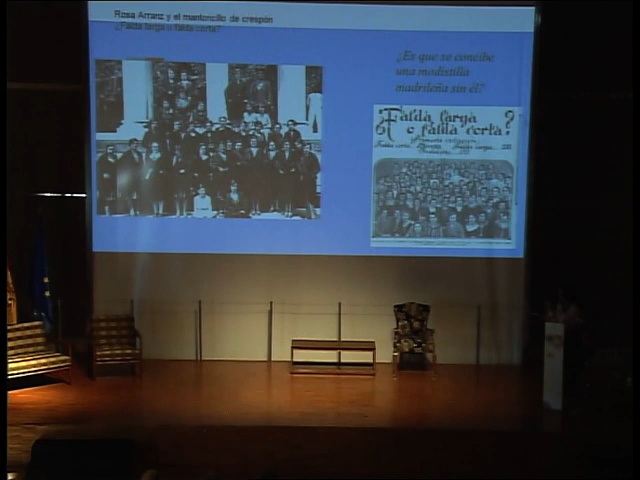 Rosa Arranz y el mantoncillo de crespón
¿Falda larga o falda corta?
¿Es que se concibe
una modistilla
madrileña sin él?
¿Falda larga
o falda corta?